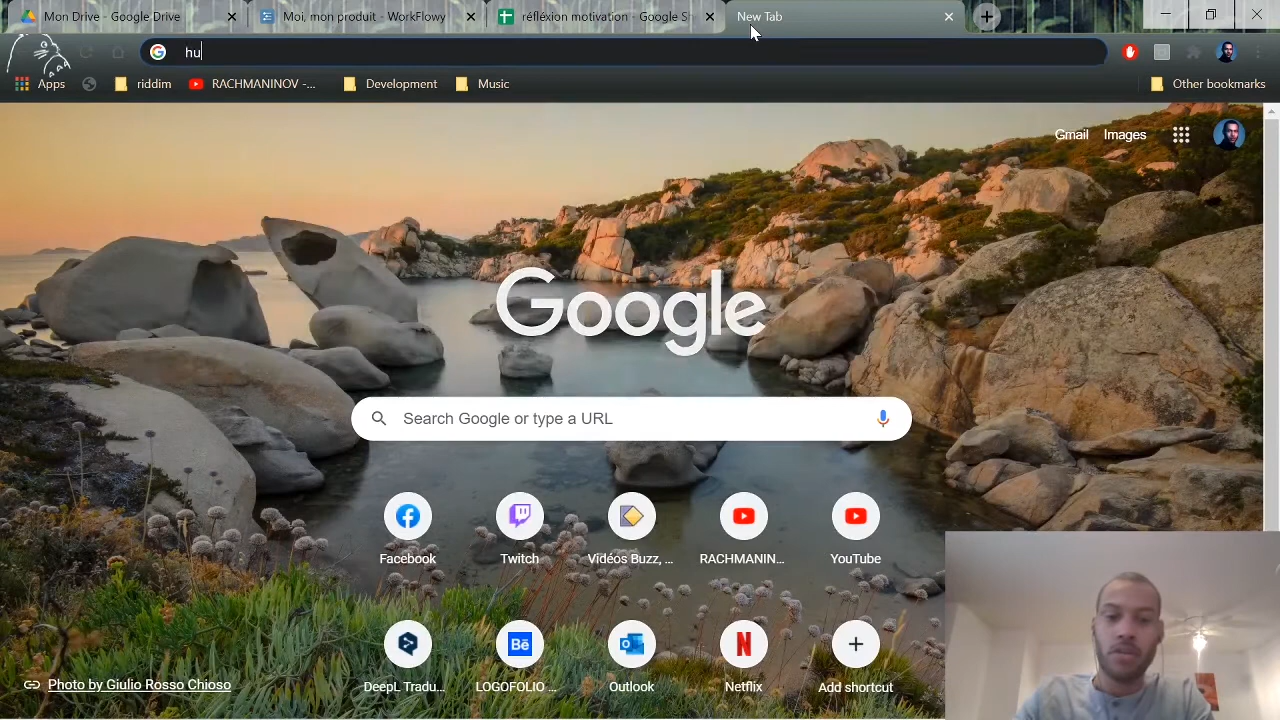 Mon Drive - Google Drive
Moi, mon produit - WorkFlowy
réfléxion motivation - Google S
New Tab
hu
Apps
riddim
RACHMANINOV -...
Development
Music
Other bookmarks
Gmail
Images
Google
Search Google or type a URL
Facebook
Twitch
Vidéos Buzz, ...
RACHMANIN...
YouTube
DeepL Tradu...
LOGOFOLIO ...
Outlook
Netflix
Add shortcut
Photo by Giulio Rosso Chioso